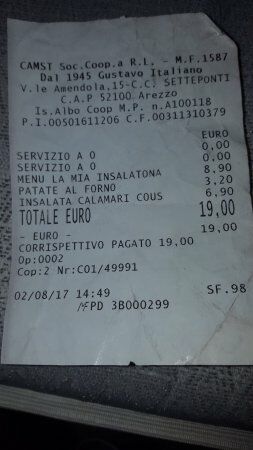 CAMST Soc.Coop.a R.L. - M.F.1587
Dal 1945 Gustavo Italiano
V.le Amendola,15-C.C. SETTEPONTI
C.A.P 52100 Arezzo
Is.Albo Coop M.P. n.A100118
P.I.00501611206 C.F.00311310379
EURO
SERVIZIO A 0 0,00
SERVIZIO A 0 0,00
MENU LA MIA INSALATONA 8,90
PATATE AL FORNO 3,20
INSALATA CALAMARI COUS 6,90
TOTALE EURO 19,00
- EURO - 19,00
CORRISPETTIVO PAGATO 19,00
Op:0002
Cop:2 Nr:C01/49991
02/08/17 14:49 SF.98
MFPD 3B000299